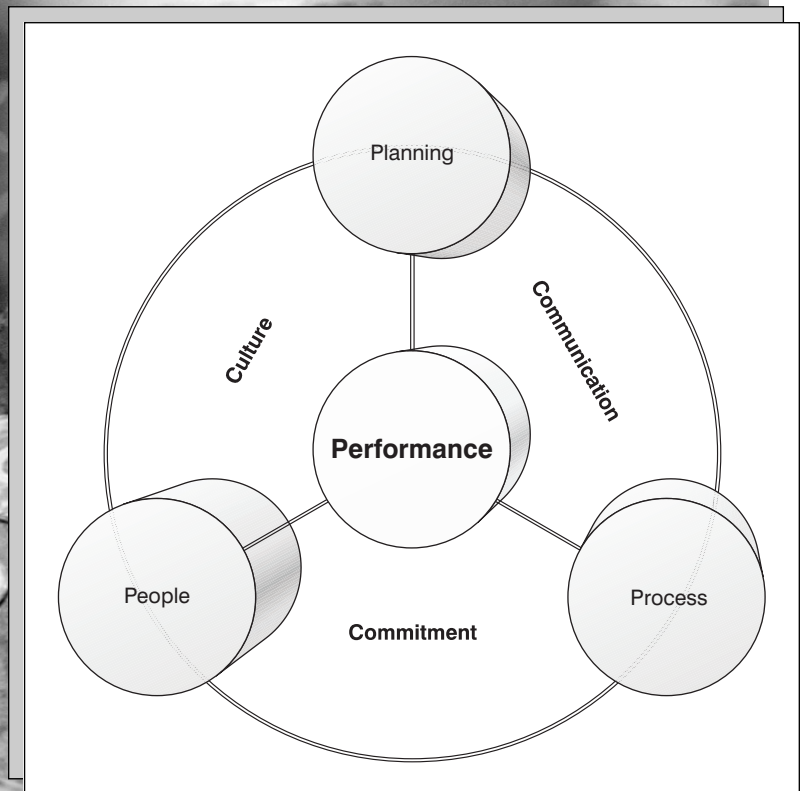 Planning
Culture
Communication
Performance
People
Process
Commitment